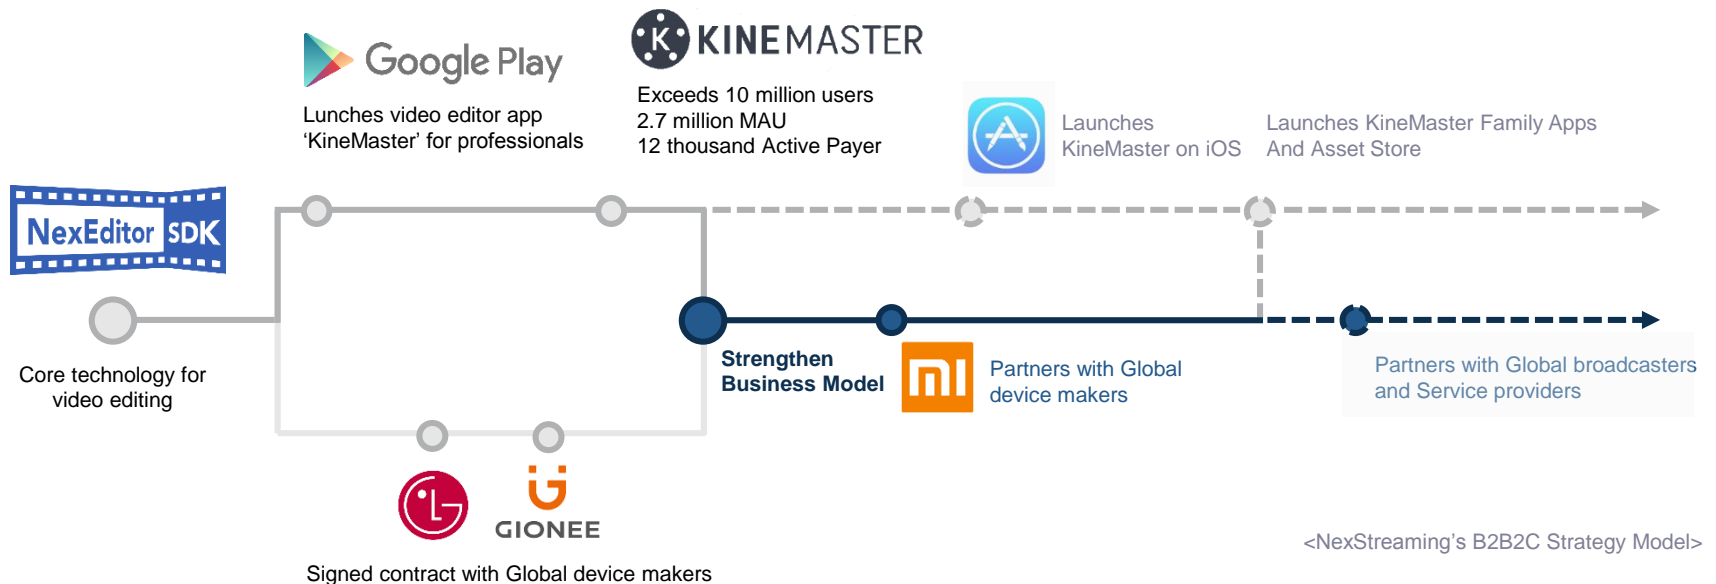 Google Play
Lunches video editor app
‘KineMaster’ for professionals
K KINEMASTER
Exceeds 10 million users
2.7 million MAU
12 thousand Active Payer
Launches
KineMaster on iOS
Launches KineMaster Family Apps
And Asset Store
NexEditor SDK
Core technology for
video editing
Strengthen
Business Model
mi
Partners with Global
device makers
Partners with Global broadcasters
and Service providers
LG
G
GIONEE
Signed contract with Global device makers
<NexStreaming’s B2B2C Strategy Model>